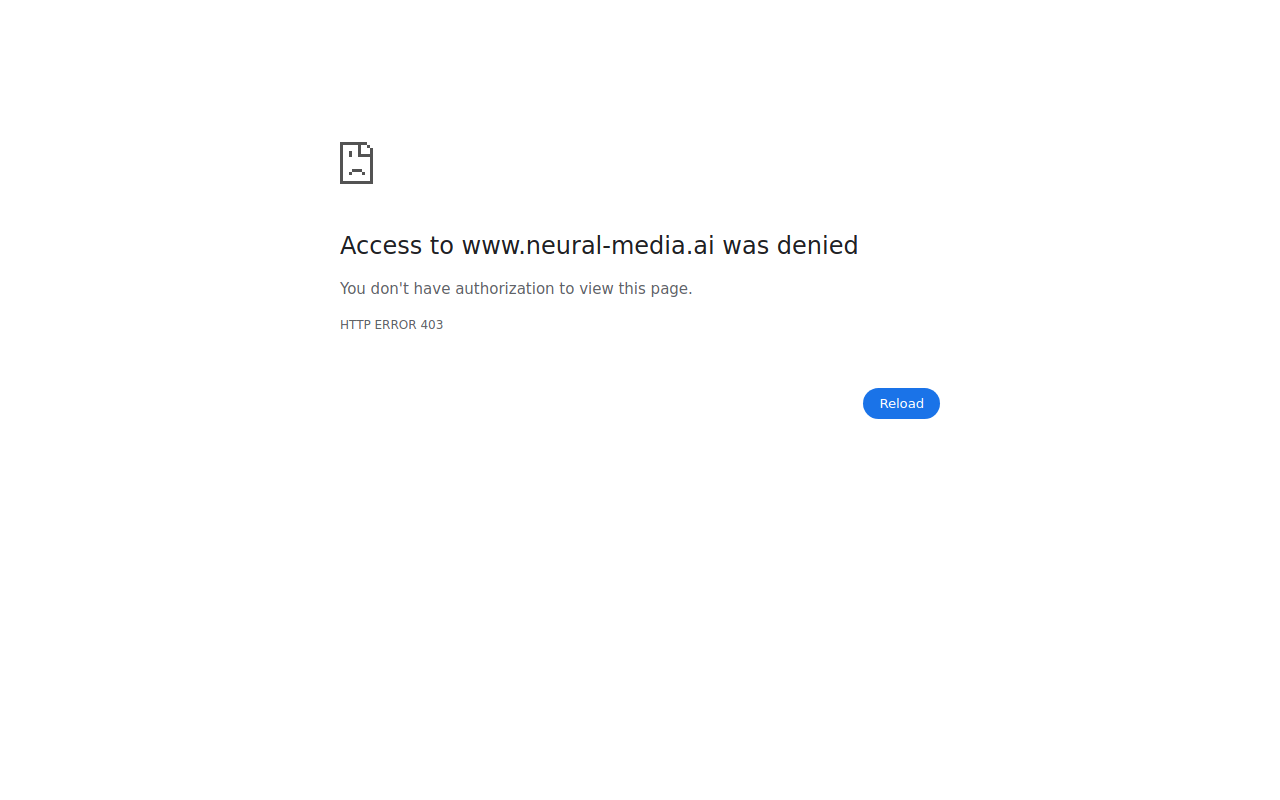 Access to www.neural-media.ai was denied
You don't have authorization to view this page.
HTTP ERROR 403
Reload